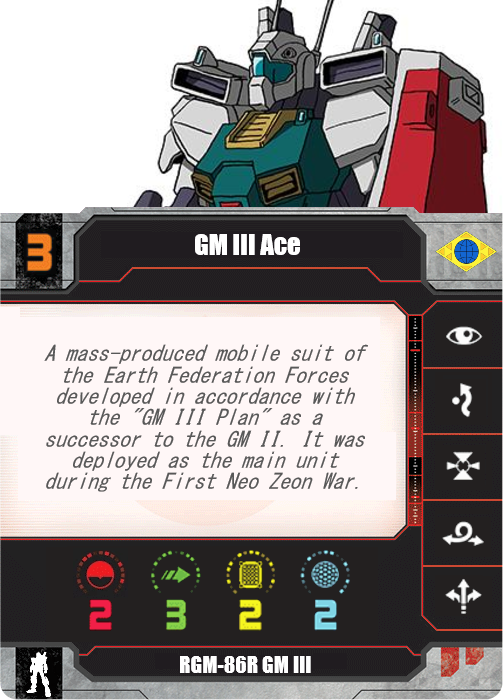 3
GM III Ace
A mass-produced mobile suit of
the Earth Federation Forces
developed in accordance with
the "GM III Plan" as a
successor to the GM II. It was
deployed as the main unit
during the First Neo Zeon War.
2 3 2 2
RGM-86R GM III